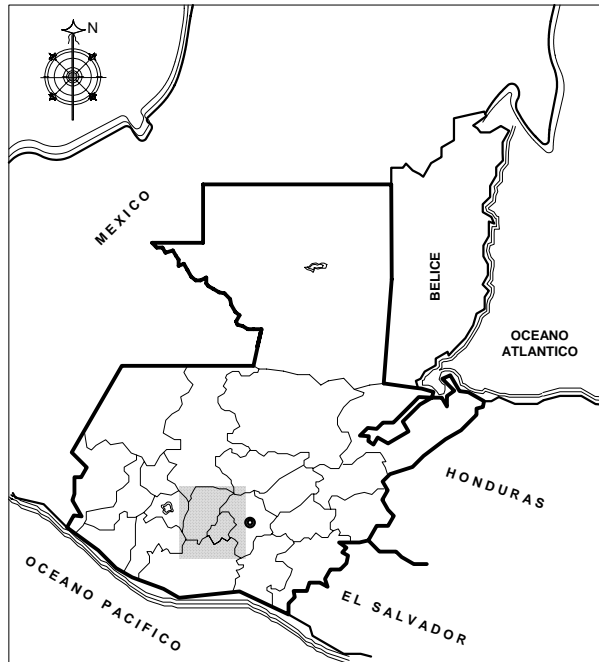 N
MEXICO
BELICE
OCEANO
ATLANTICO
HONDURAS
EL SALVADOR
OCEANO PACIFICO